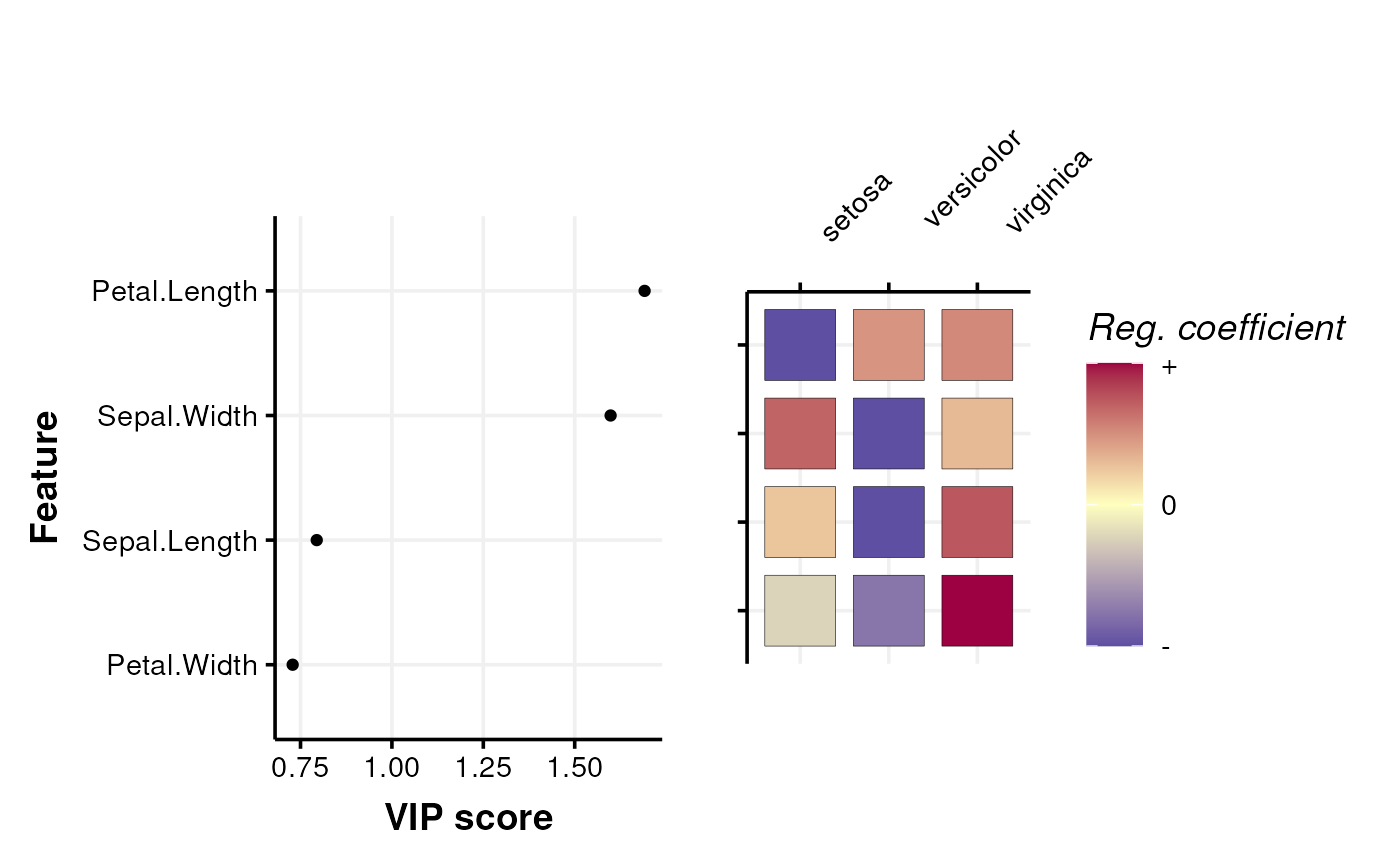 Feature
Petal.Length
Sepal.Width
Sepal.Length
Petal.Width
0.75 1.00 1.25 1.50
VIP score
setosa
versicolor
virginica
Reg. coefficient
+
0
-